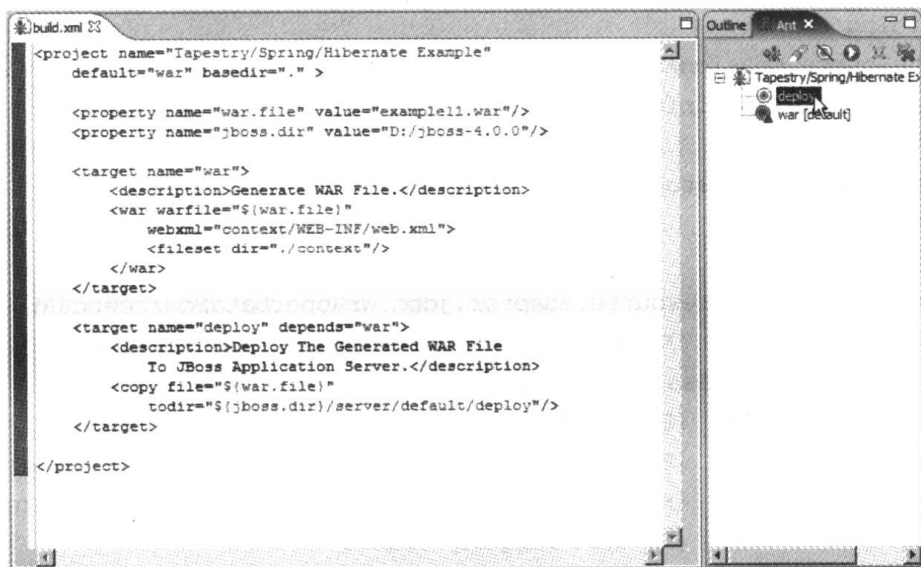 build.xml
<project name="Tapestry/Spring/Hibernate Example"
default="war" basedir="." >
<property name="war.file" value="example11.war"/>
<property name="jboss.dir" value="D:/jboss-4.0.0"/>
<target name="war">
<description>Generate WAR File.</description>
<war warfile="${war.file}"
webxml="context/WEB-INF/web.xml">
<fileset dir="./context"/>
</war>
</target>
<target name="deploy" depends="war">
<description>Deploy The Generated WAR File
To JBoss Application Server.</description>
<copy file="${war.file}"
todir="${jboss.dir}/server/default/deploy"/>
</target>
</project>
Outline Ant
Tapestry/Spring/Hibernate Ex
deploy
war [default]